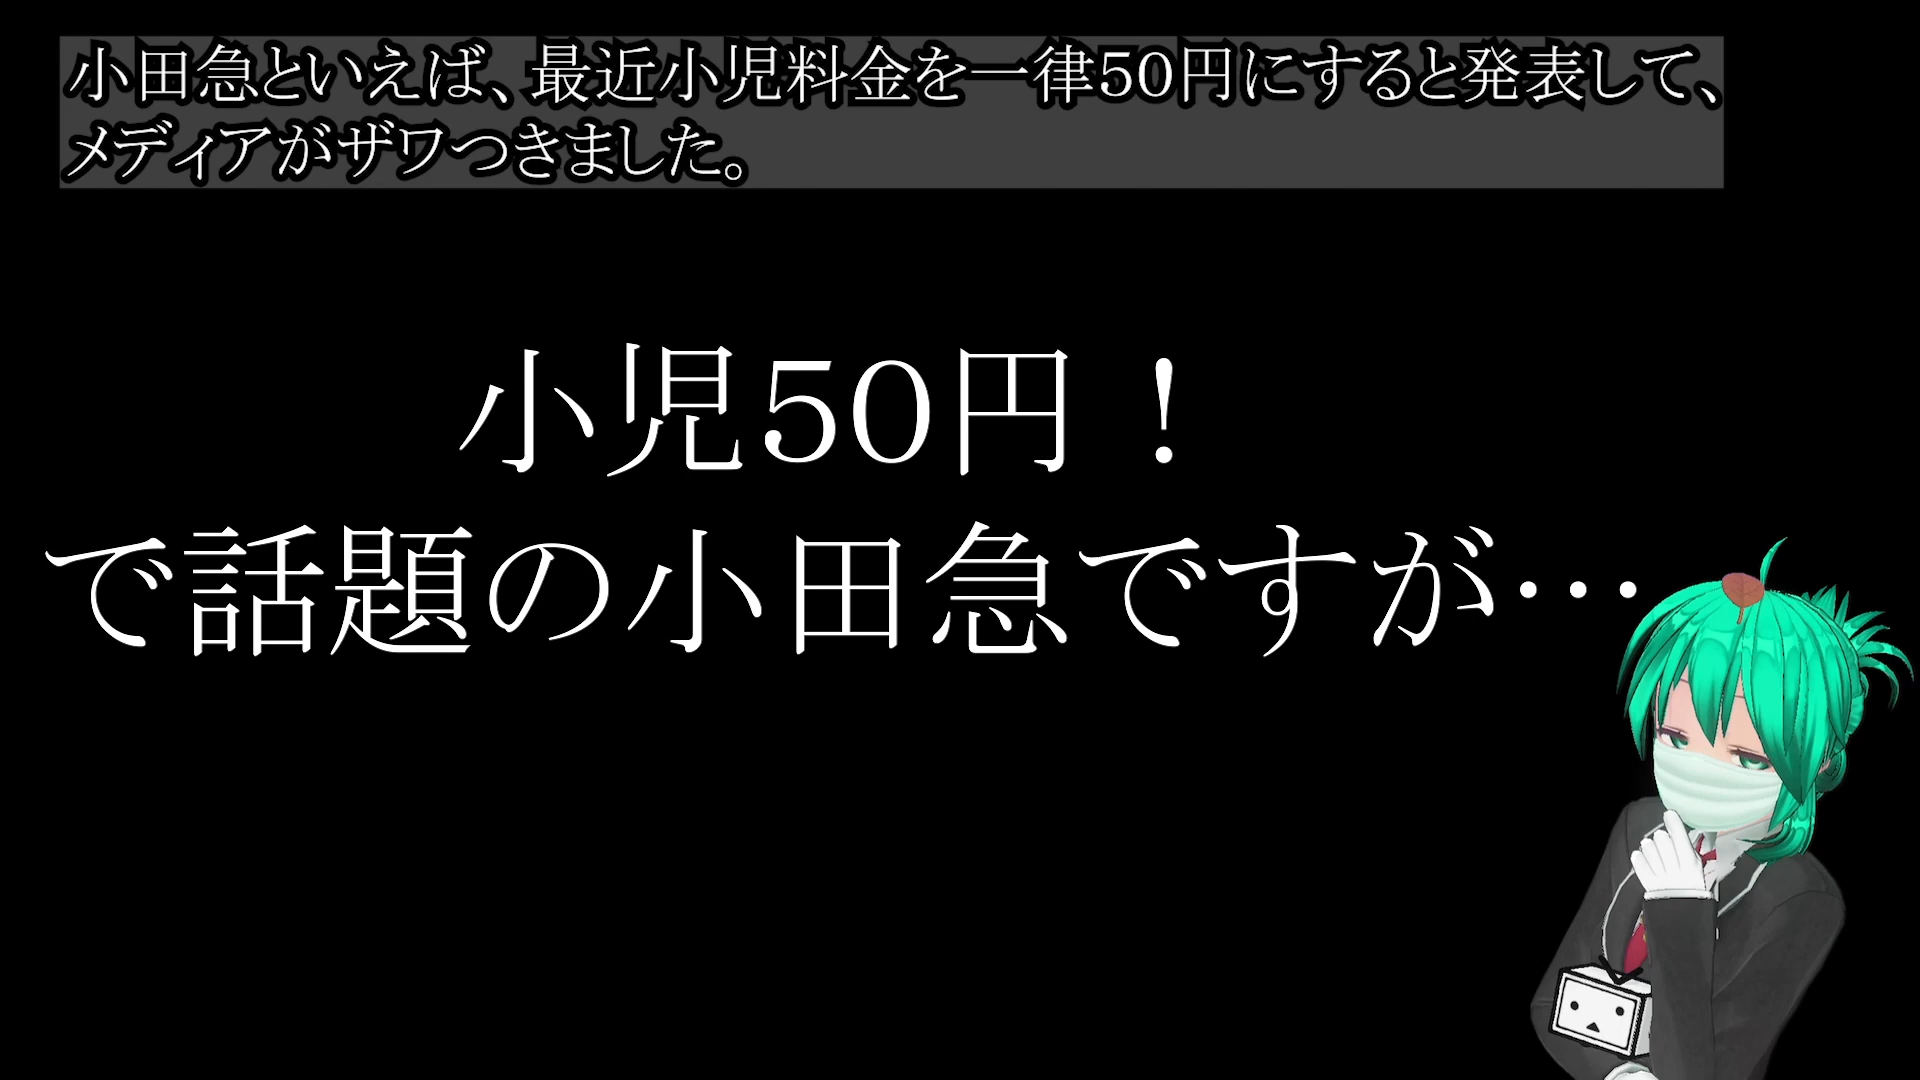 小田急といえば、最近小児料金を一律50円にすると発表して、
メディアがザワつきました。
小児50円！
で話題の小田急ですが…